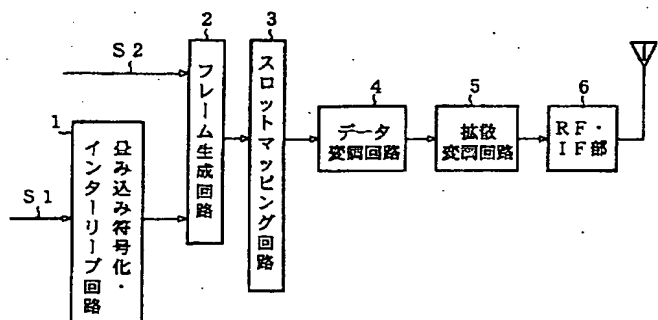 S2
2
フレーム生成回路
3
スロットマッピング回路
1
畳み込み符号化・
インターリーブ回路
S1
4
データ
変調回路
5
拡散
変調回路
6
RF・
IF部